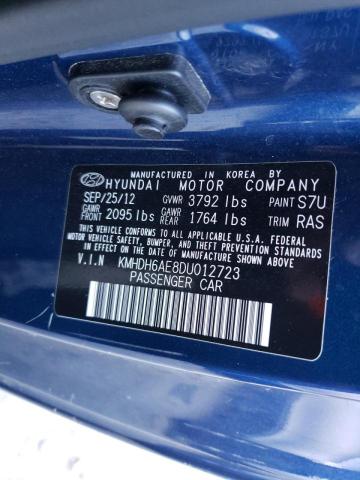 MANUFACTURED IN KOREA BY
HYUNDAI MOTOR COMPANY
SEP/25/12 GVWR 3792 lbs PAINT S7U
GAWR FRONT 2095 lbs GAWR REAR 1764 lbs TRIM RAS
THIS VEHICLE CONFORMS TO ALL APPLICABLE U.S.A. FEDERAL
MOTOR VEHICLE SAFETY, BUMPER, AND THEFT PREVENTION
STANDARDS IN EFFECT ON THE DATE OF MANUFACTURE SHOWN ABOVE.
V.I.N KMHDH6AE8DU012723
PASSENGER CAR